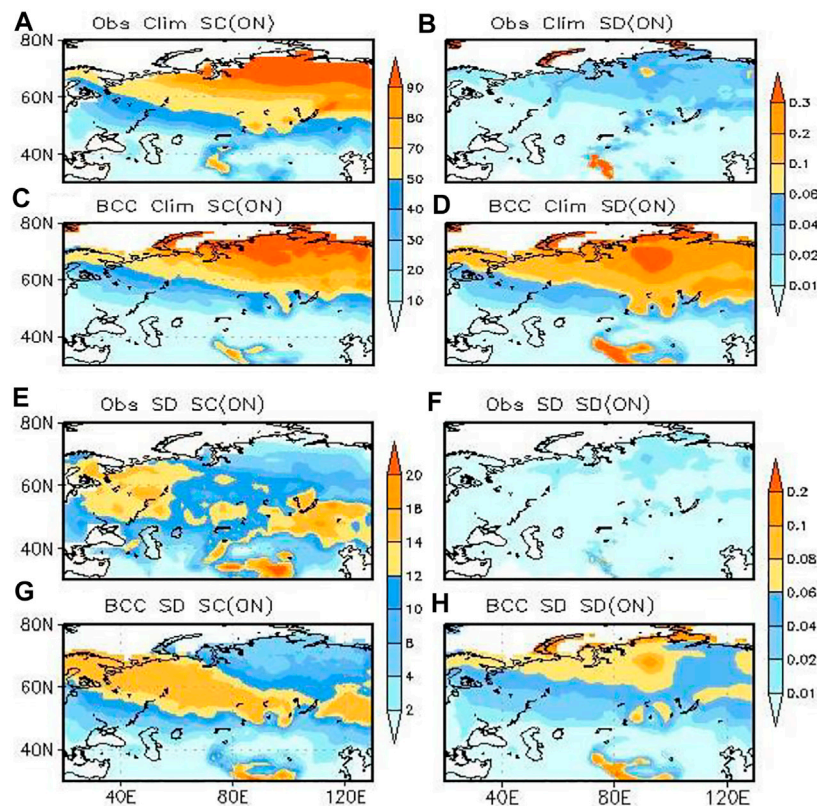 A
Obs Clim SC(ON)
B
Obs Clim SD(ON)
80N
60N
40N
90
80
70
50
40
30
20
10
C
BCC Clim SC(ON)
D
BCC Clim SD(ON)
80N
60N
40N
0.3
0.2
0.1
0.06
0.04
0.02
0.01
E
Obs SD SC(ON)
F
Obs SD SD(ON)
80N
60N
40N
20
18
14
12
10
8
4
2
G
BCC SD SC(ON)
H
BCC SD SD(ON)
80N
60N
40N
0.2
0.1
0.08
0.06
0.04
0.02
0.01
40E
80E
120E
40E
80E
120E